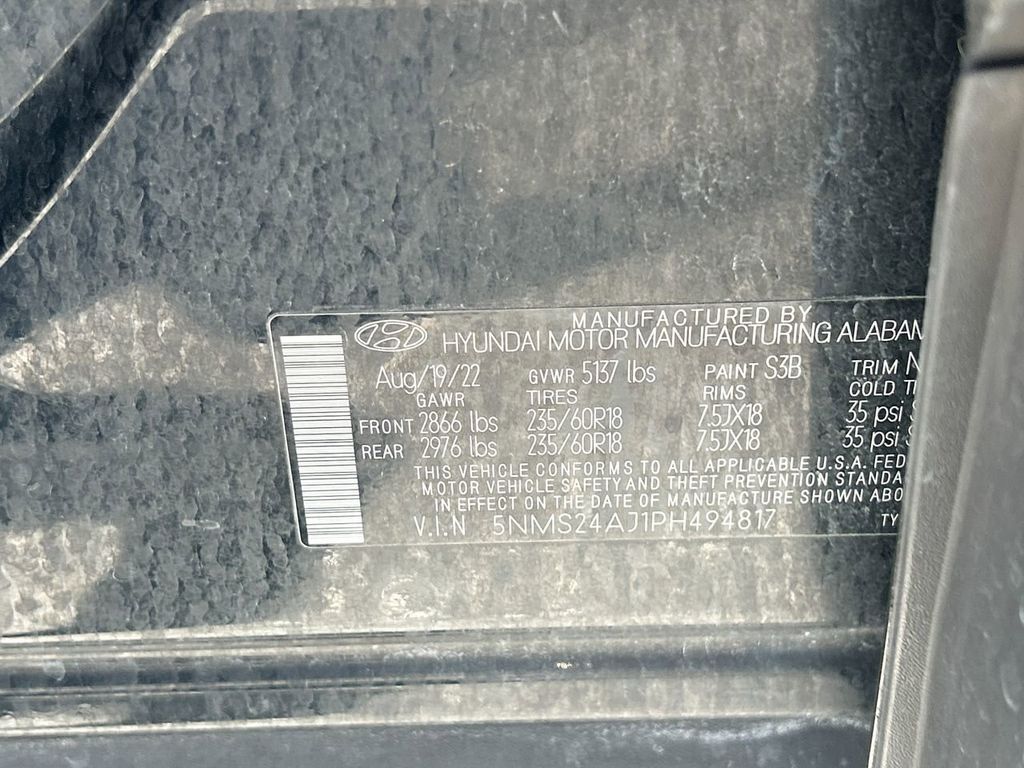 MANUFACTURED BY
HYUNDAI MOTOR MANUFACTURING ALABAM
Aug/19/22 GVWR 5137 lbs PAINT S3B TRIM N
GAWR TIRES RIMS COLD
FRONT 2866 lbs 235/60R18 7.5JX18 35 psi
REAR 2976 lbs 235/60R18 7.5JX18 35 psi
THIS VEHICLE CONFORMS TO ALL APPLICABLE U.S.A. FED
MOTOR VEHICLE SAFETY AND THEFT PREVENTION STANDA
IN EFFECT ON THE DATE OF MANUFACTURE SHOWN ABO
V.I.N 5NMS24AJ1PH494817 TY